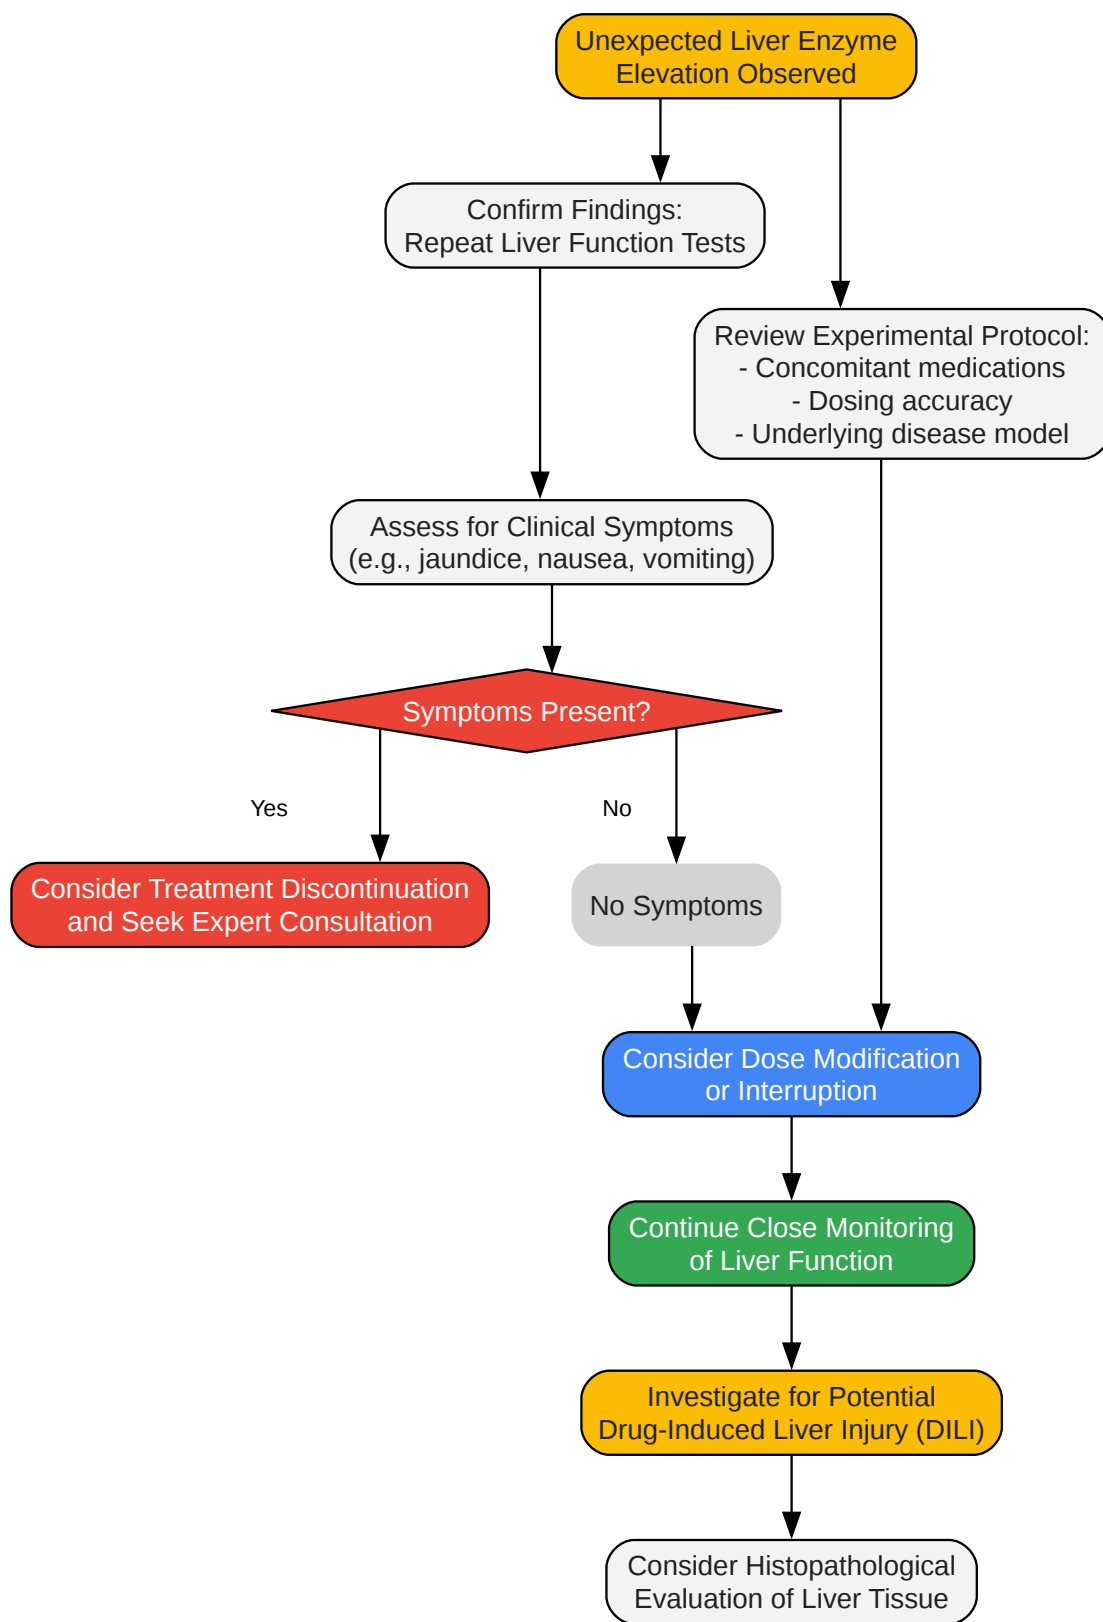 Unexpected Liver Enzyme
Elevation Observed
Confirm Findings:
Repeat Liver Function Tests
Review Experimental Protocol:
- Concomitant medications
- Dosing accuracy
- Underlying disease model
Assess for Clinical Symptoms
(e.g., jaundice, nausea, vomiting)
Symptoms Present?
Yes
No
Consider Treatment Discontinuation
and Seek Expert Consultation
No Symptoms
Consider Dose Modification
or Interruption
Continue Close Monitoring
of Liver Function
Investigate for Potential
Drug-Induced Liver Injury (DILI)
Consider Histopathological
Evaluation of Liver Tissue